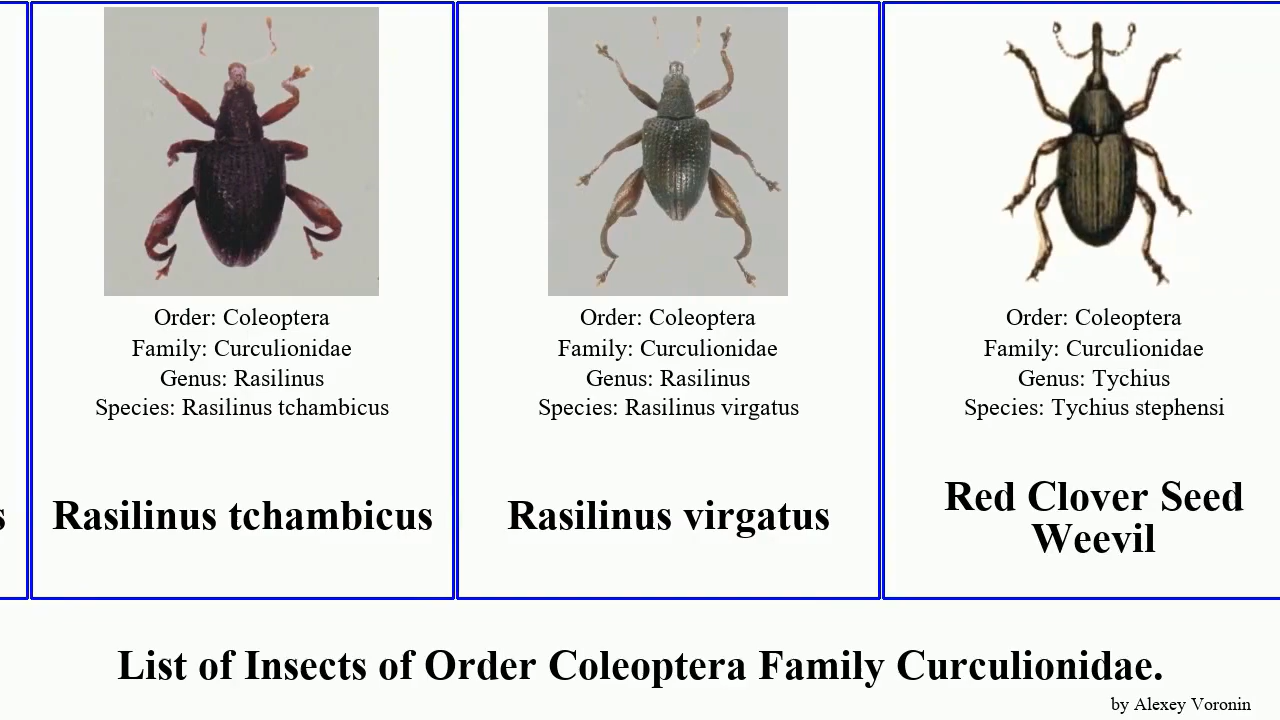 Order: Coleoptera
Family: Curculionidae
Genus: Rasilinus
Species: Rasilinus tchambicus
Rasilinus tchambicus
Order: Coleoptera
Family: Curculionidae
Genus: Rasilinus
Species: Rasilinus virgatus
Rasilinus virgatus
Order: Coleoptera
Family: Curculionidae
Genus: Tychius
Species: Tychius stephensi
Red Clover Seed
Weevil
s
List of Insects of Order Coleoptera Family Curculionidae.
by Alexey Voronin